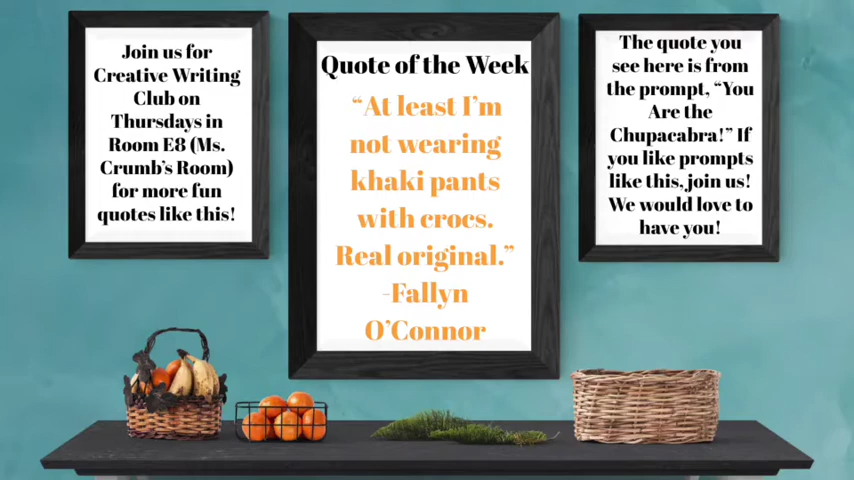 Join us for
Creative Writing
Club on
Thursdays in
Room E8 (Ms.
Crumb’s Room)
for more fun
quotes like this!
Quote of the Week
“At least I’m
not wearing
khaki pants
with crocs.
Real original.”
-Fallyn
O’Connor
The quote you
see here is from
the prompt, “You
Are the
Chupacabra!” If
you like prompts
like this, join us!
We would love to
have you!